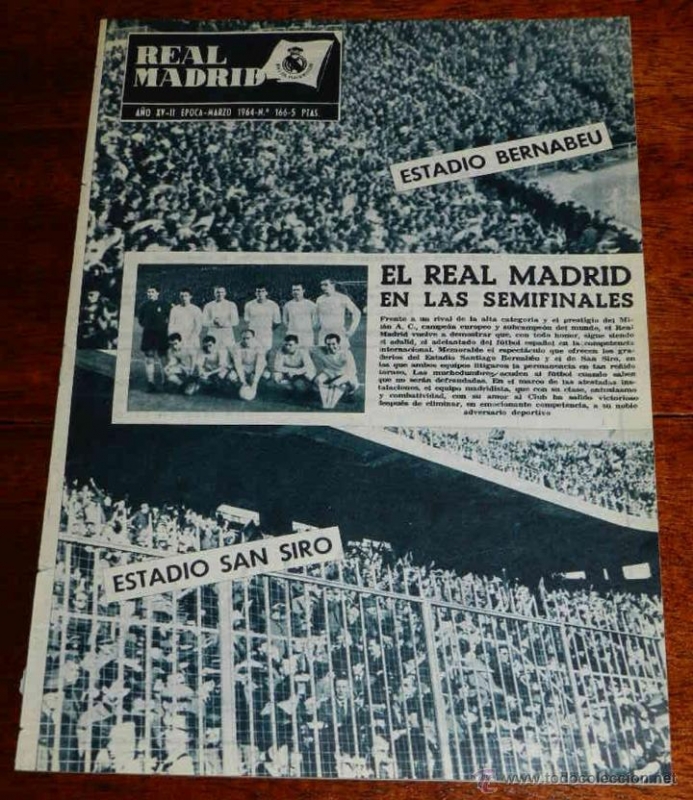 REAL
MADRID
AÑO XV-II EPOCA-MARZO 1964-N.º 166-5 PTAS.
ESTADIO BERNABEU
EL REAL MADRID
EN LAS SEMIFINALES
Frente a un rival de la alta categoría y el prestigio del Mi-
lán A. C., campeón europeo y subcampeón del mundo, el Real
Madrid vuelve a demostrar que, con todo honor, sigue siendo
el adalid, el adelantado del fútbol español en la competencia
internacional. Memorable el espectáculo que ofrecen los gra-
deríos del Estadio Santiago Bernabéu y el de San Siro, en
los que ambos equipos litigaron la permanencia en tan reñido
torneo. Las muchedumbres acuden al fútbol cuando saben
que no serán defraudadas. En el marco de las atestadas ins-
talaciones, el equipo madridista, que con su clase, entusiasmo
y combatividad, con su amor al Club ha salido victorioso
después de eliminar, en emocionante competencia, a su noble
adversario deportivo
ESTADIO SAN SIRO
www.todocoleccion.net